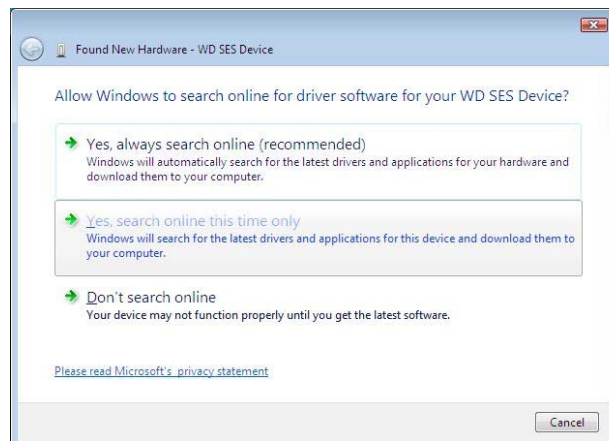 Found New Hardware - WD SES Device
Allow Windows to search online for driver software for your WD SES Device?
Yes, always search online (recommended)
Windows will automatically search for the latest drivers and applications for your hardware and
download them to your computer.
Yes, search online this time only
Windows will search for the latest drivers and applications for this device and download them to
your computer.
Don't search online
Your device may not function properly until you get the latest software.
Please read Microsoft's privacy statement
Cancel